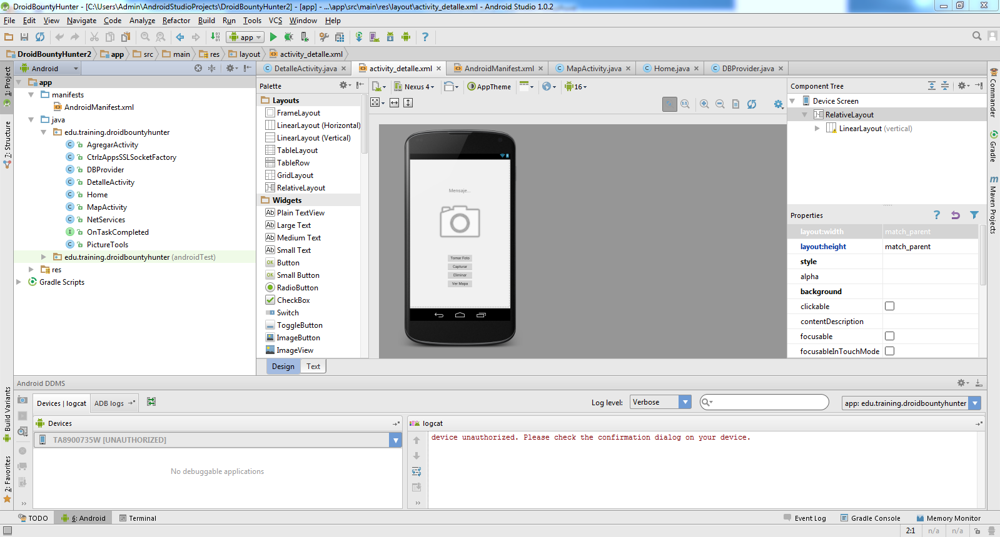 DroidBountyHunter - [C:\Users\Admin\AndroidStudioProjects\DroidBountyHunter2] - [app] - ...\app\src\main\res\layout\activity_detalle.xml - Android Studio 1.0.2
File Edit View Navigate Code Analyze Refactor Build Run Tools VCS Window Help
app
DroidBountyHunter2 app src main res layout activity_detalle.xml
1: Project
7: Structure
Build Variants
2: Favorites
Android
app
manifests
AndroidManifest.xml
java
edu.training.droidbountyhunter
AgregarActivity
CtrlzAppsSSLSocketFactory
DBProvider
DetalleActivity
Home
MapActivity
NetServices
OnTaskCompleted
PictureTools
edu.training.droidbountyhunter (androidTest)
res
Gradle Scripts
DetalleActivity.java activity_detalle.xml AndroidManifest.xml MapActivity.java Home.java DBProvider.java
Palette
Layouts
FrameLayout
LinearLayout (Horizontal)
LinearLayout (Vertical)
TableLayout
TableRow
GridLayout
RelativeLayout
Widgets
Plain TextView
Large Text
Medium Text
Small Text
Button
Small Button
RadioButton
CheckBox
Switch
ToggleButton
ImageButton
ImageView
Design Text
Nexus 4 AppTheme 16
Mensaje...
Tomar Foto
Capturar
Eliminar
Ver Mapa
Component Tree
Device Screen
RelativeLayout
LinearLayout (vertical)
Properties
layout:width match_parent
layout:height match_parent
style
alpha
background
clickable
contentDescription
focusable
focusableInTouchMode
Commander
Gradle
Maven Projects
Android DDMS
Devices | logcat ADB logs
Log level: Verbose app: edu.training.droidbountyhunter
Devices
TA8900735W [UNAUTHORIZED]
No debuggable applications
logcat
device unauthorized. Please check the confirmation dialog on your device.
TODO 6: Android Terminal Event Log Gradle Console Memory Monitor
2:1 n/a n/a